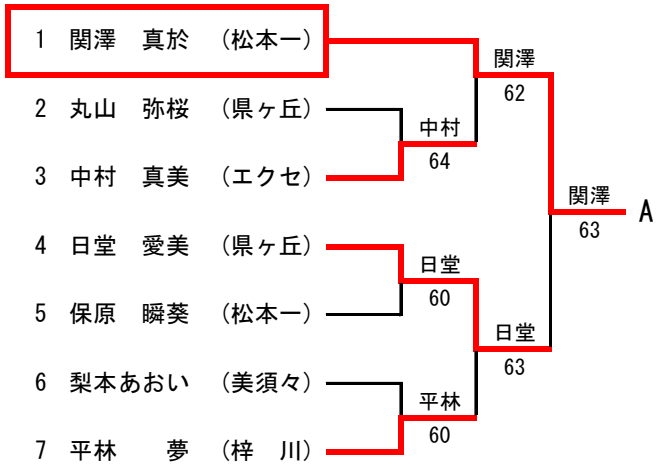 1 関澤 真於 (松本一)
関澤
62
2 丸山 弥桜 (県ヶ丘)
中村
64
3 中村 真美 (エクセ)
関澤
63
A
4 日堂 愛美 (県ヶ丘)
日堂
60
5 保原 瞬葵 (松本一)
日堂
63
6 梨本あおい (美須々)
平林
60
7 平林 夢 (梓 川)